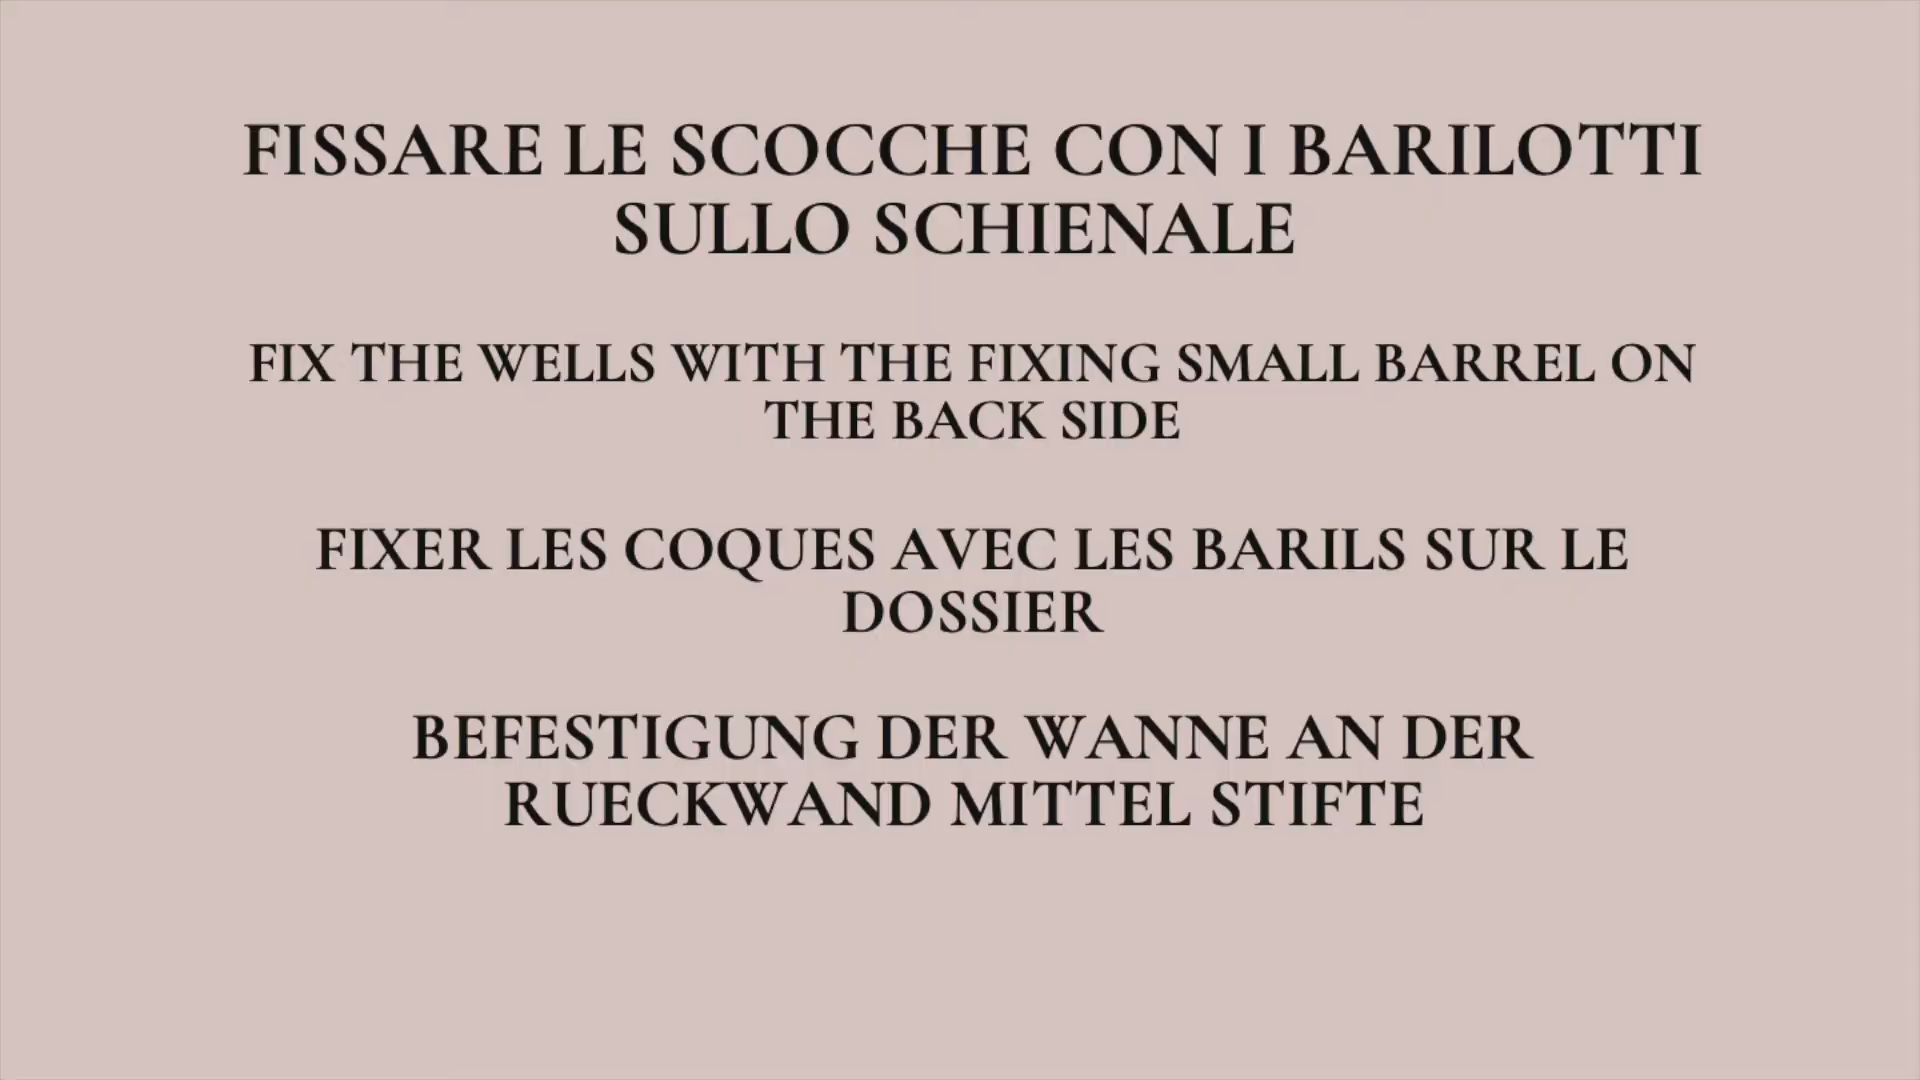 FISSARE LE SCOCCHE CON I BARILOTTI
SULLO SCHIENALE
FIX THE WELLS WITH THE FIXING SMALL BARREL ON
THE BACK SIDE
FIXER LES COQUES AVEC LES BARILS SUR LE
DOSSIER
BEFESTIGUNG DER WANNE AN DER
RUECKWAND MITTEL STIFTE